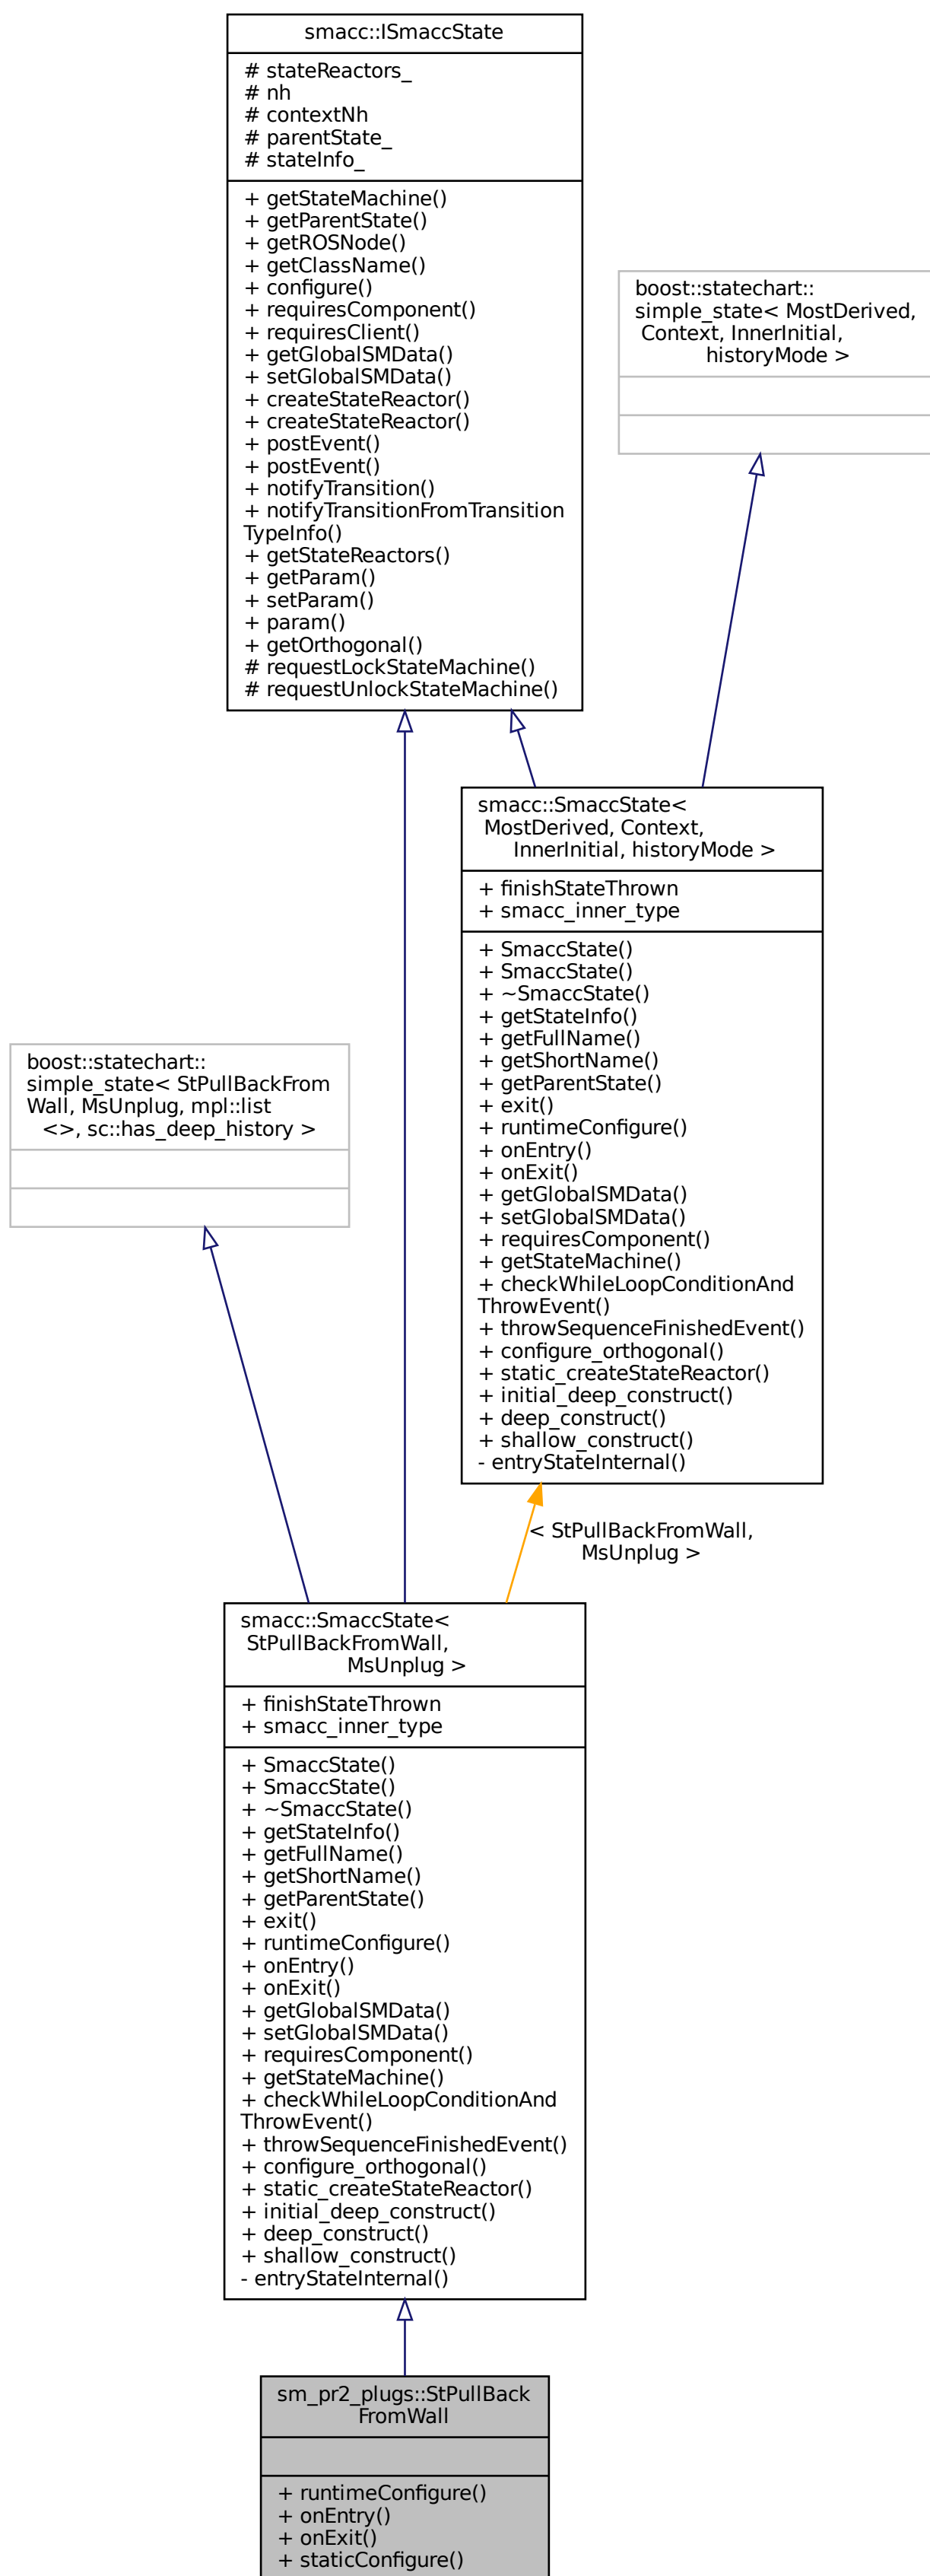 smacc::ISmaccState
# stateReactors_
# nh
# contextNh
# parentState_
# stateInfo_
+ getStateMachine()
+ getParentState()
+ getROSNode()
+ getClassName()
+ configure()
+ requiresComponent()
+ requiresClient()
+ getGlobalSMData()
+ setGlobalSMData()
+ createStateReactor()
+ createStateReactor()
+ postEvent()
+ postEvent()
+ notifyTransition()
+ notifyTransitionFromTransition
TypeInfo()
+ getStateReactors()
+ getParam()
+ setParam()
+ param()
+ getOrthogonal()
# requestLockStateMachine()
# requestUnlockStateMachine()
boost::statechart::
simple_state< MostDerived,
Context, InnerInitial,
historyMode >
smacc::SmaccState<
MostDerived, Context,
InnerInitial, historyMode >
+ finishStateThrown
+ smacc_inner_type
+ SmaccState()
+ SmaccState()
+ ~SmaccState()
+ getStateInfo()
+ getFullName()
+ getShortName()
+ getParentState()
+ exit()
+ runtimeConfigure()
+ onEntry()
+ onExit()
+ getGlobalSMData()
+ setGlobalSMData()
+ requiresComponent()
+ getStateMachine()
+ checkWhileLoopConditionAnd
ThrowEvent()
+ throwSequenceFinishedEvent()
+ configure_orthogonal()
+ static_createStateReactor()
+ initial_deep_construct()
+ deep_construct()
+ shallow_construct()
- entryStateInternal()
boost::statechart::
simple_state< StPullBackFrom
Wall, MsUnplug, mpl::list
<>, sc::has_deep_history >
< StPullBackFromWall,
MsUnplug >
smacc::SmaccState<
StPullBackFromWall,
MsUnplug >
+ finishStateThrown
+ smacc_inner_type
+ SmaccState()
+ SmaccState()
+ ~SmaccState()
+ getStateInfo()
+ getFullName()
+ getShortName()
+ getParentState()
+ exit()
+ runtimeConfigure()
+ onEntry()
+ onExit()
+ getGlobalSMData()
+ setGlobalSMData()
+ requiresComponent()
+ getStateMachine()
+ checkWhileLoopConditionAnd
ThrowEvent()
+ throwSequenceFinishedEvent()
+ configure_orthogonal()
+ static_createStateReactor()
+ initial_deep_construct()
+ deep_construct()
+ shallow_construct()
- entryStateInternal()
sm_pr2_plugs::StPullBack
FromWall
+ runtimeConfigure()
+ onEntry()
+ onExit()
+ staticConfigure()